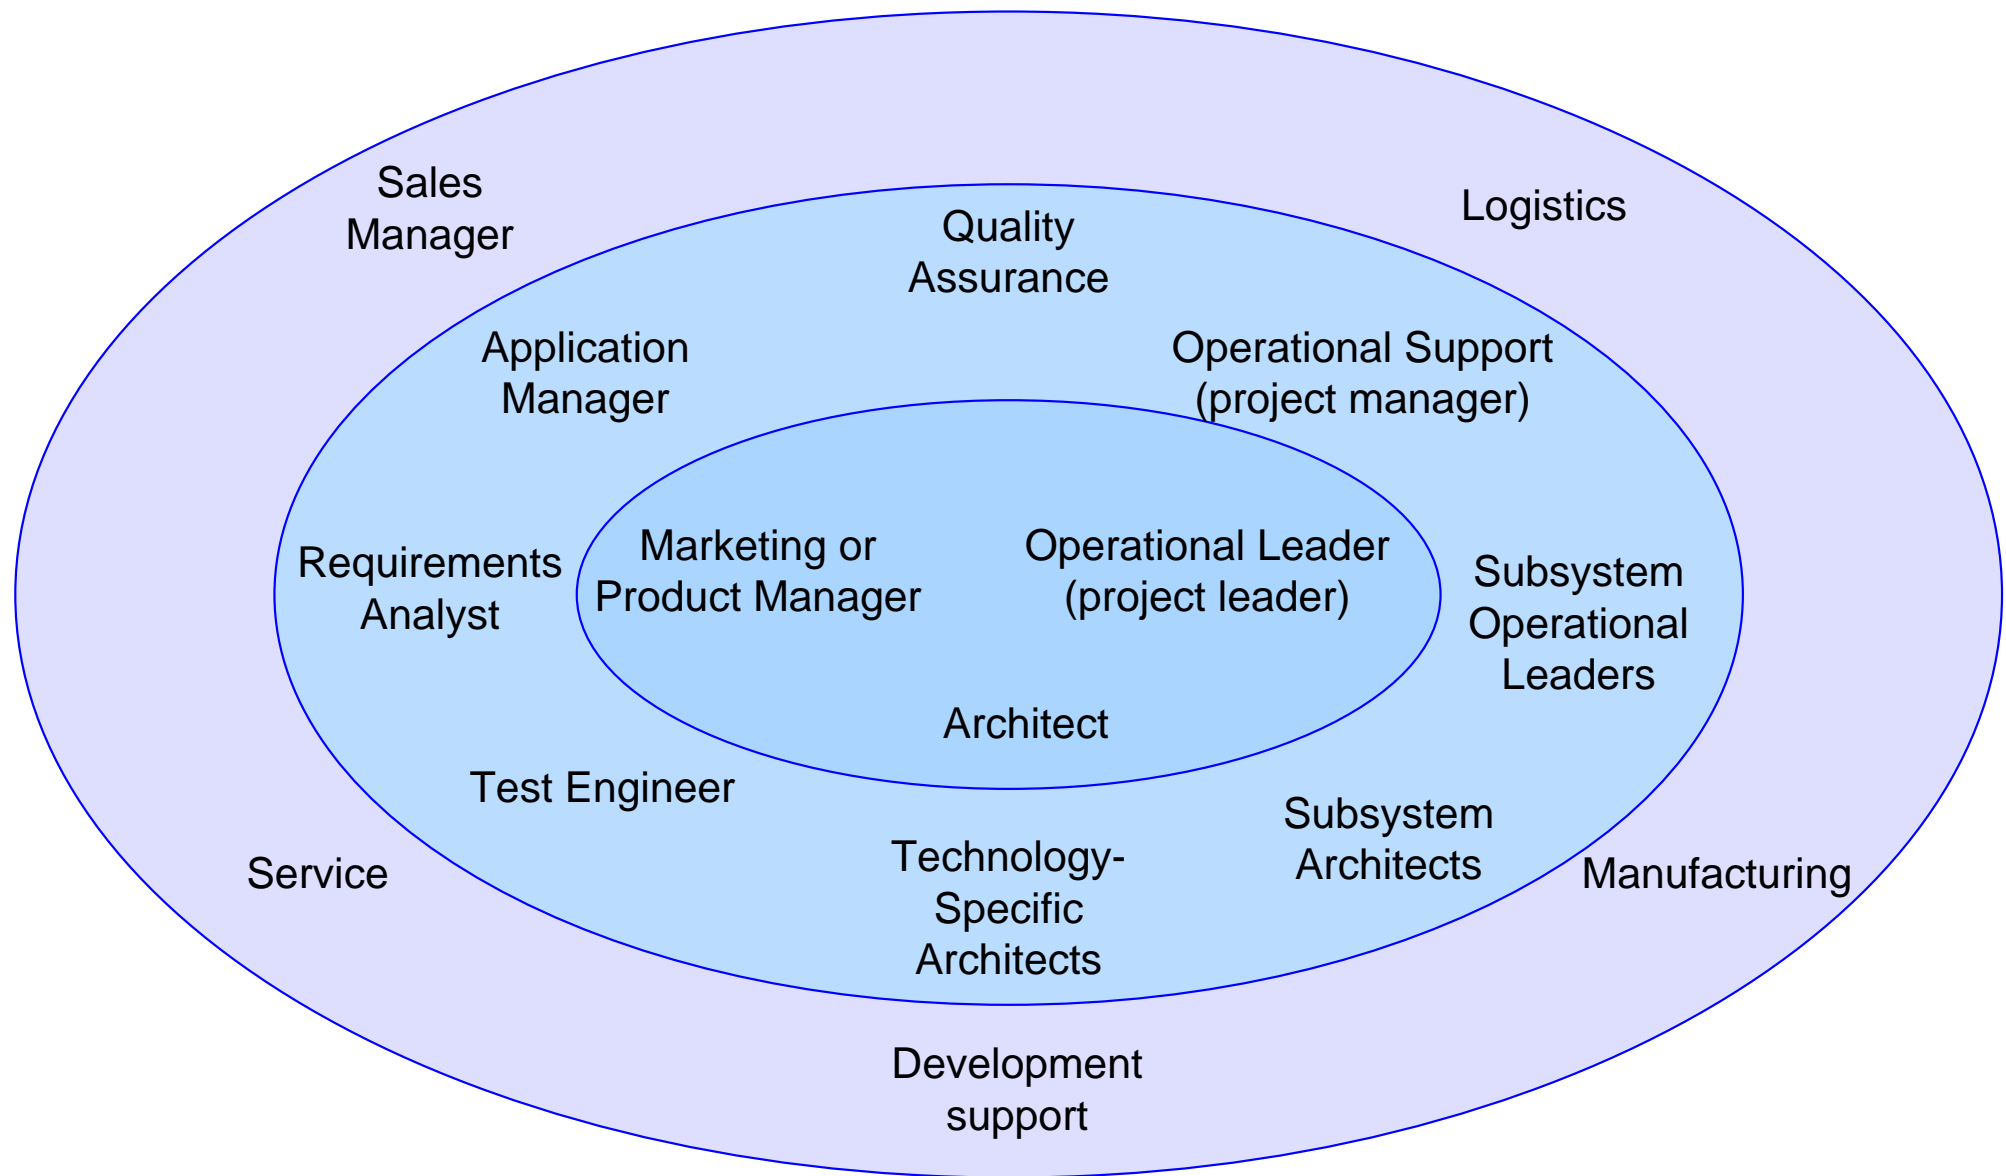 Sales
Manager
Logistics
Quality
Assurance
Application
Manager
Operational Support
(project manager)
Marketing or
Product Manager
Operational Leader
(project leader)
Requirements
Analyst
Subsystem
Operational
Leaders
Architect
Test Engineer
Subsystem
Architects
Technology-
Specific
Architects
Service
Manufacturing
Development
support